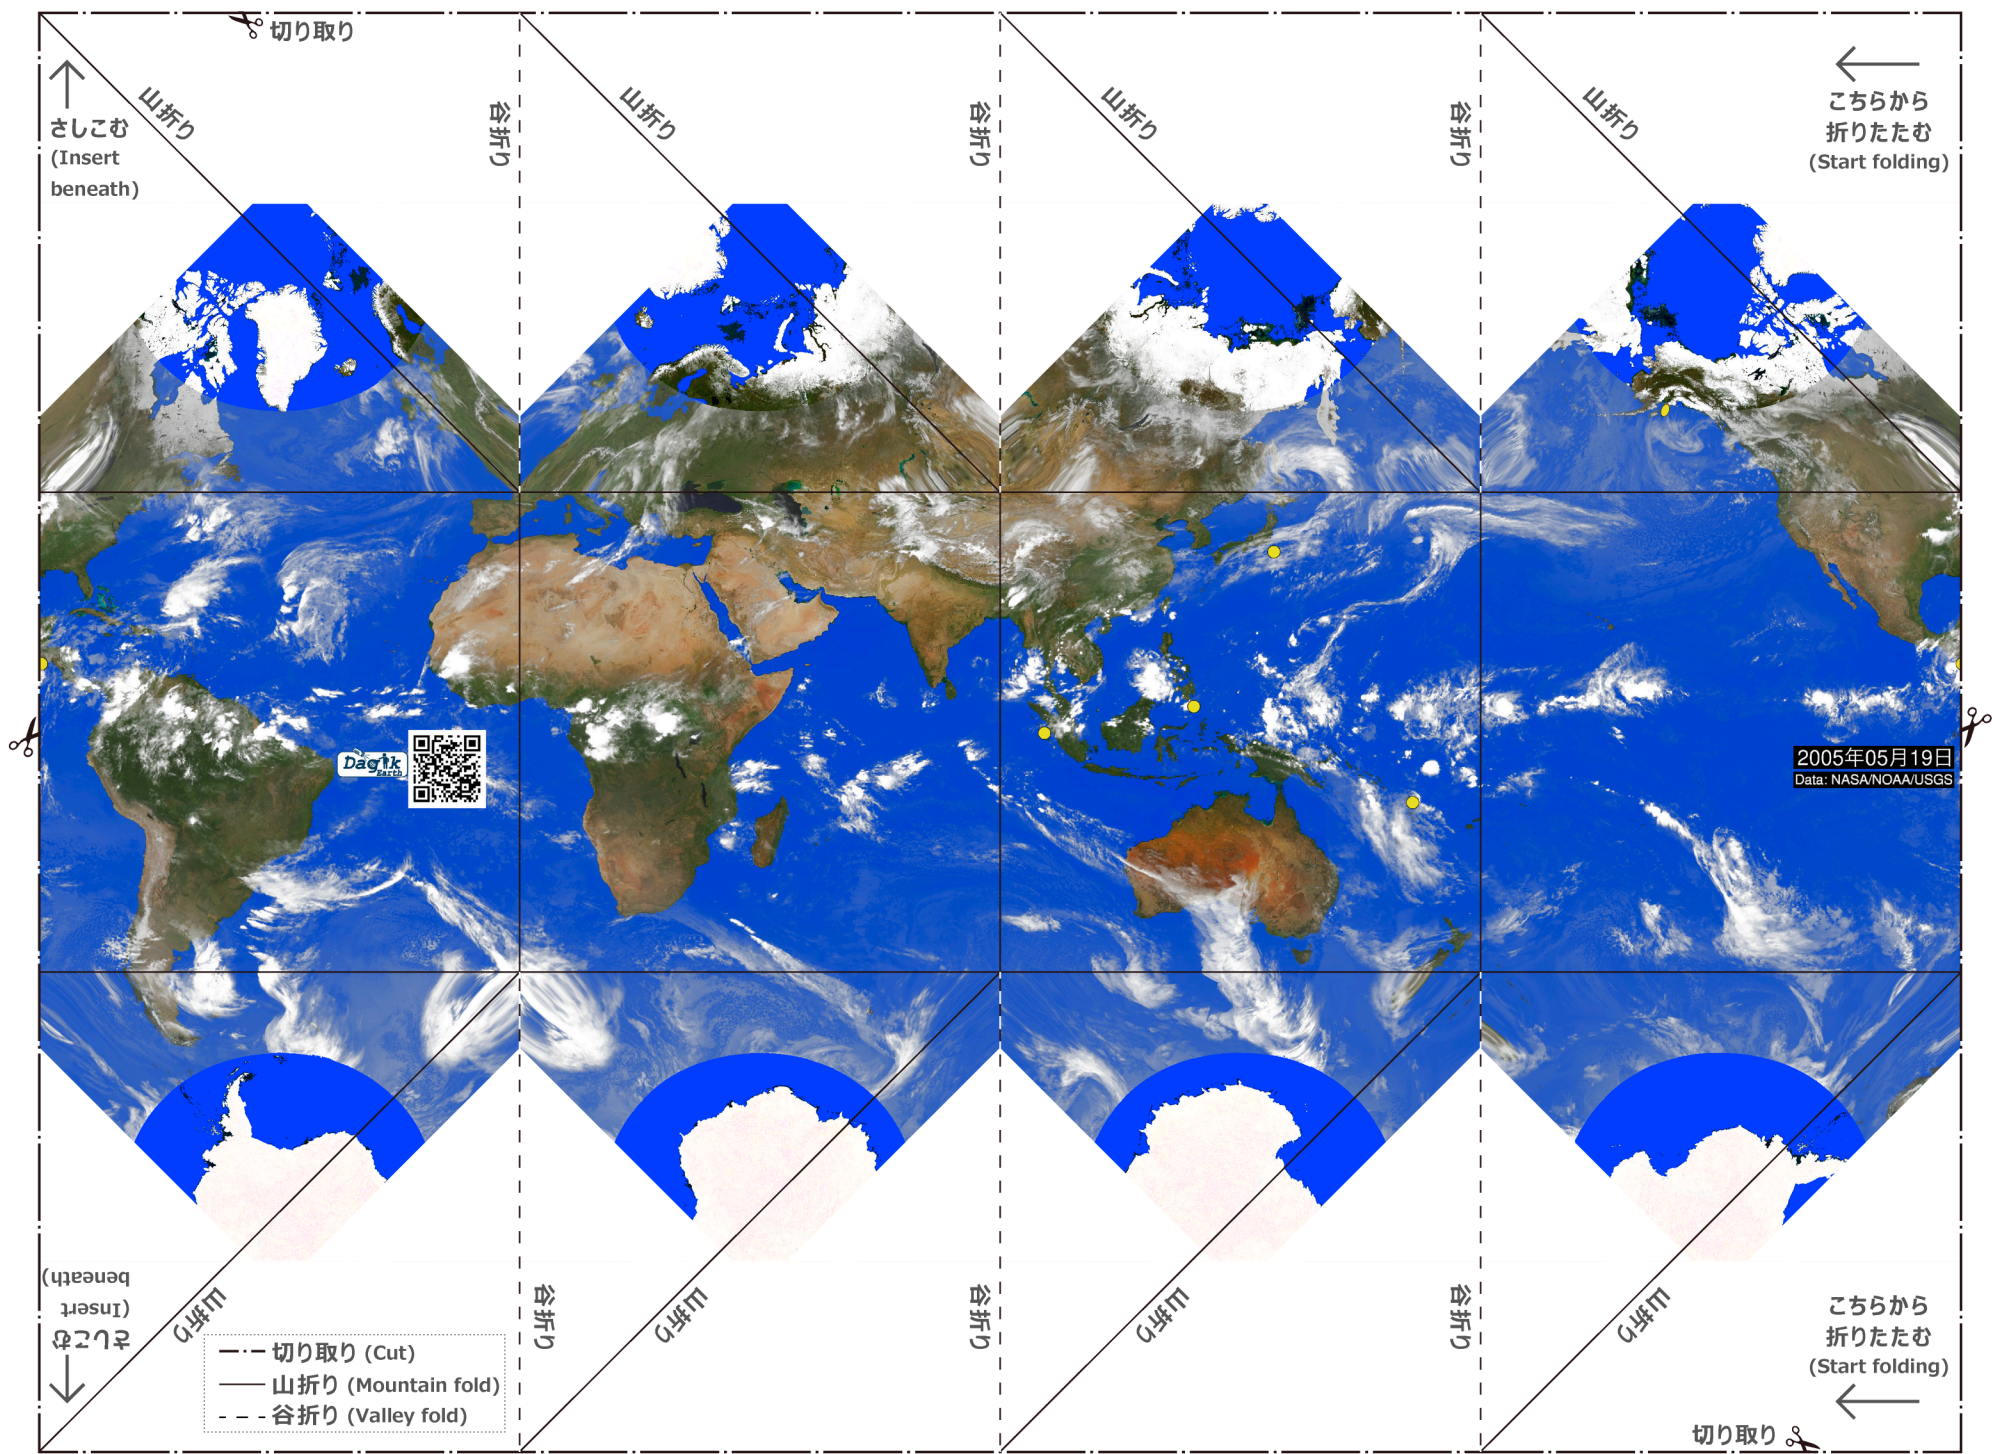 切り取り
さしこむ
(Insert
beneath)
山折り
谷折り
山折り
谷折り
山折り
谷折り
山折り
こちらから
折りたたむ
(Start folding)
Dagik
Earth
2005年05月19日
Data: NASA/NOAA/USGS
さしこむ
(Insert
beneath)
山折り
谷折り
山折り
谷折り
山折り
谷折り
山折り
こちらから
折りたたむ
(Start folding)
切り取り (Cut)
山折り (Mountain fold)
谷折り (Valley fold)
切り取り